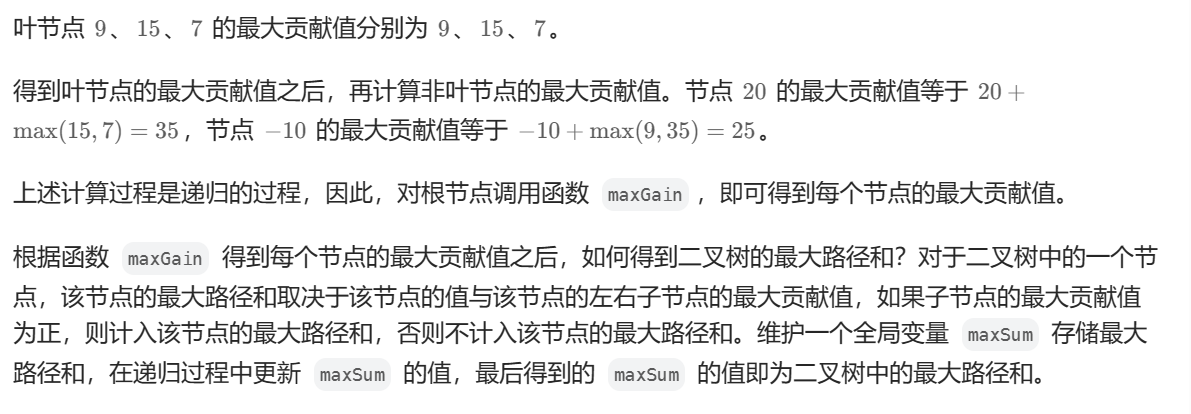 叶节点 9、15、7 的最大贡献值分别为 9、15、7。
得到叶节点的最大贡献值之后，再计算非叶节点的最大贡献值。节点 20 的最大贡献值等于 20 +
max(15, 7) = 35，节点 −10 的最大贡献值等于 −10 + max(9, 35) = 25。
上述计算过程是递归的过程，因此，对根节点调用函数 maxGain ，即可得到每个节点的最大贡献值。
根据函数 maxGain 得到每个节点的最大贡献值之后，如何得到二叉树的最大路径和？对于二叉树中的一个节
点，该节点的最大路径和取决于该节点的值与该节点的左右子节点的最大贡献值，如果子节点的最大贡献值
为正，则计入该节点的最大路径和，否则不计入该节点的最大路径和。维护一个全局变量 maxSum 存储最大
路径和，在递归过程中更新 maxSum 的值，最后得到的 maxSum 的值即为二叉树中的最大路径和。